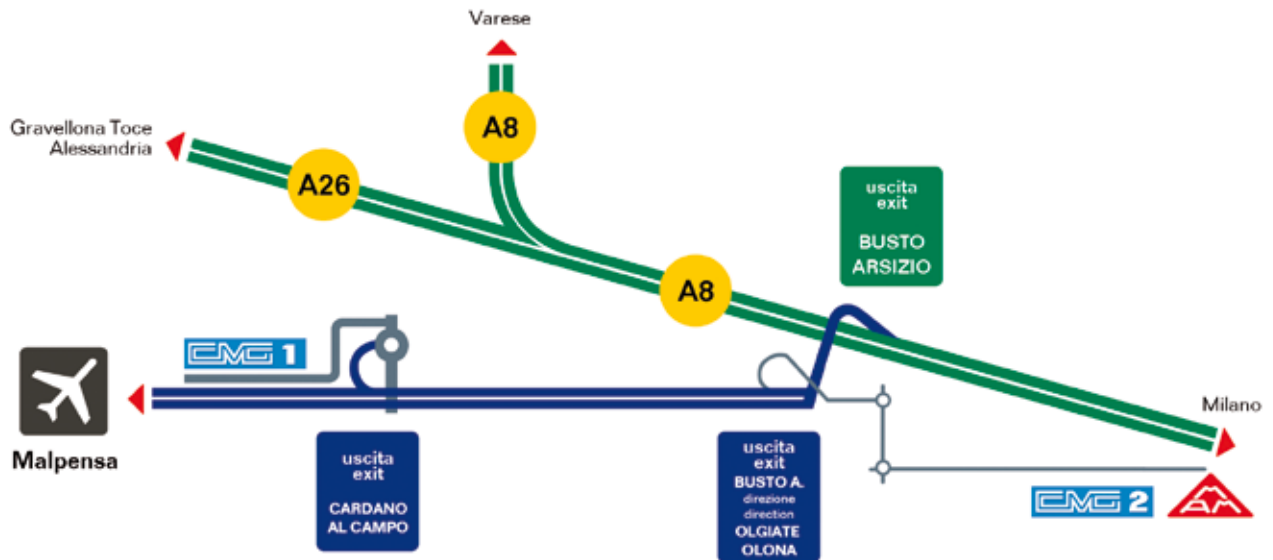 Varese
Gravellona Toce
Alessandria
A8
A26
uscita
exit
BUSTO
ARSIZIO
A8
CMG 1
Milano
Malpensa
uscita
exit
CARDANO
AL CAMPO
uscita
exit
BUSTO A.
direzione
direction
OLGIATE
OLONA
CMG 2
MAM